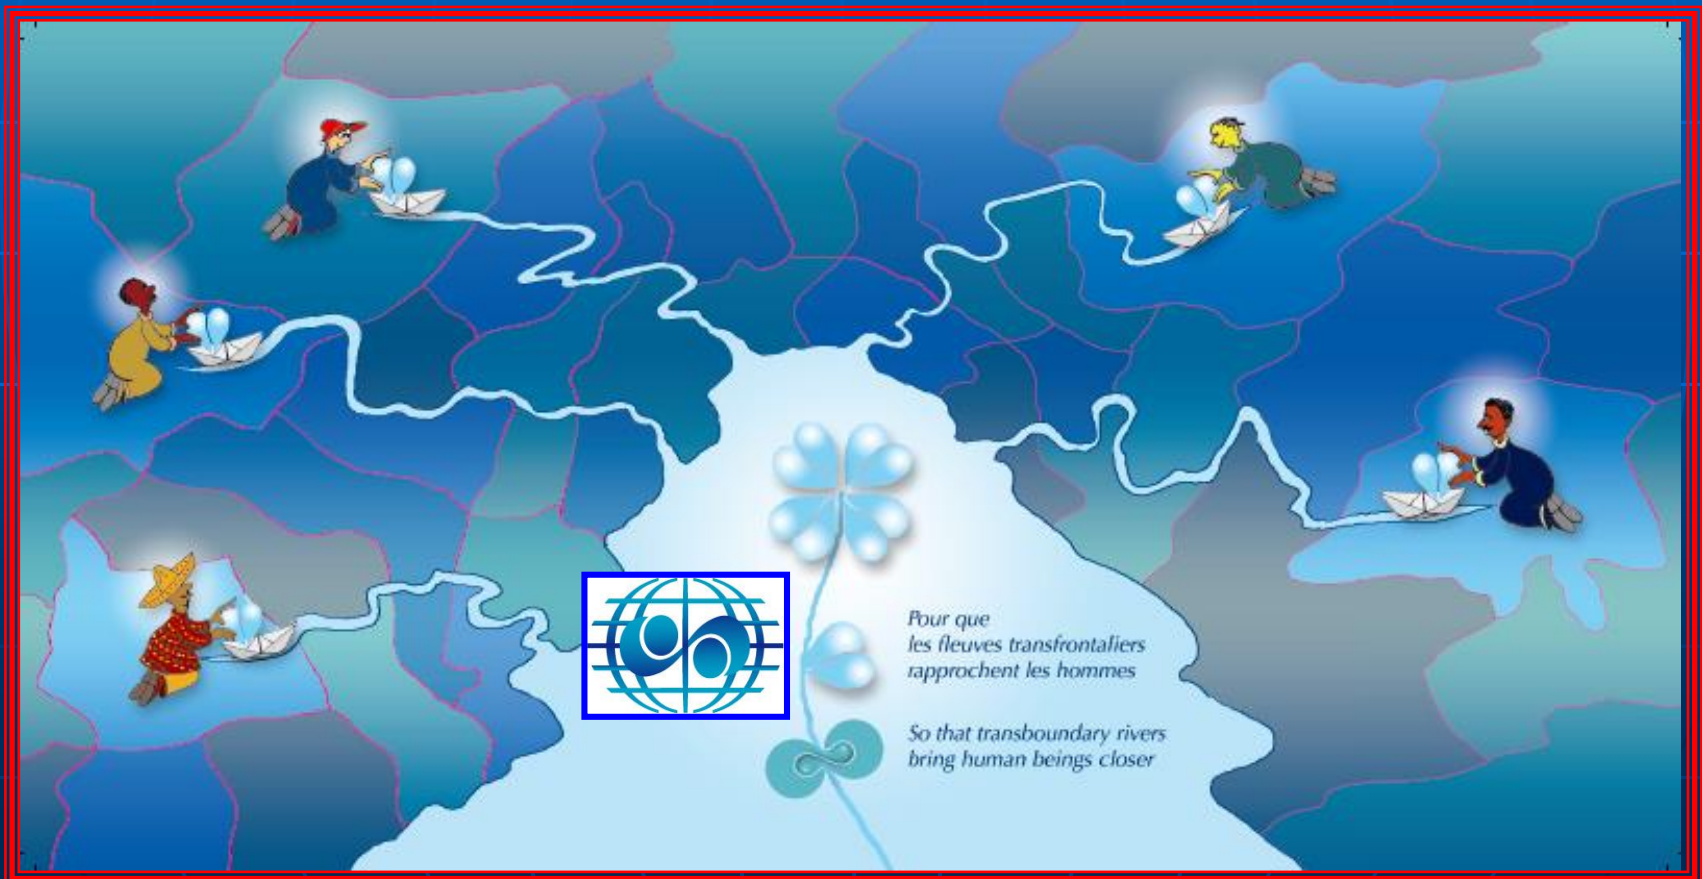 Pour que
les fleuves transfrontaliers
rapprochent les hommes
So that transboundary rivers
bring human beings closer